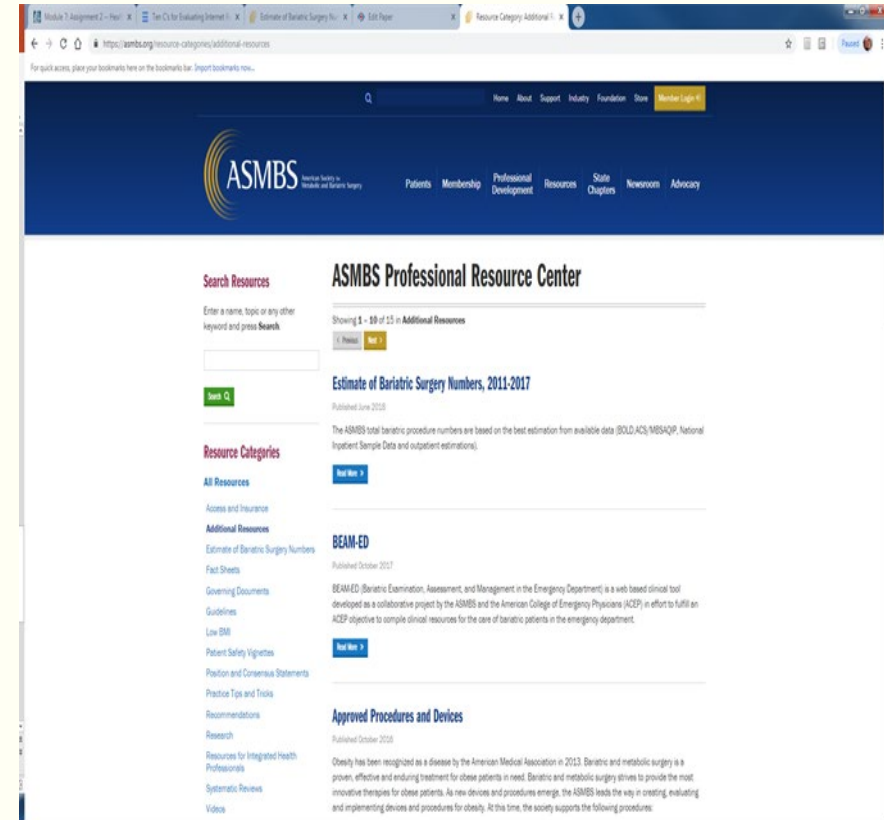 Module 7: Assignment 2 – Healt
Ten C's for Evaluating Internet R
Estimate of Bariatric Surgery Nu
Edit Paper
Resource Category: Additional R
https://asmbs.org/resource-categories/additional-resources
Paused
For quick access, place your bookmarks here on the bookmarks bar. Import bookmarks now...
Home About Support Industry Foundation Store Member Login
ASMBS American Society for Metabolic and Bariatric Surgery
Patients Membership Professional Development Resources State Chapters Newsroom Advocacy
Search Resources
Enter a name, topic or any other
keyword and press Search.
Search
Resource Categories
All Resources
Access and Insurance
Additional Resources
Estimate of Bariatric Surgery Numbers
Fact Sheets
Governing Documents
Guidelines
Low BMI
Patient Safety Vignettes
Position and Consensus Statements
Practice Tips and Tricks
Recommendations
Research
Resources for Integrated Health
Professionals
Systematic Reviews
Videos
ASMBS Professional Resource Center
Showing 1 – 10 of 15 in Additional Resources
< Previous Next >
Estimate of Bariatric Surgery Numbers, 2011-2017
Published June 2018
The ASMBS total bariatric procedure numbers are based on the best estimation from available data (BOLD,ACS/MBSAQIP, National
Inpatient Sample Data and outpatient estimations).
Read More >
BEAM-ED
Published October 2017
BEAM-ED (Bariatric Examination, Assessment, and Management in the Emergency Department) is a web based clinical tool
developed as a collaborative project by the ASMBS and the American College of Emergency Physicians (ACEP) in effort to fulfill an
ACEP objective to compile clinical resources for the care of bariatric patients in the emergency department.
Read More >
Approved Procedures and Devices
Published October 2016
Obesity has been recognized as a disease by the American Medical Association in 2013. Bariatric and metabolic surgery is a
proven, effective and enduring treatment for obese patients in need. Bariatric and metabolic surgery strives to provide the most
innovative therapies for obese patients. As new devices and procedures emerge, the ASMBS leads the way in creating, evaluating
and implementing devices and procedures for obesity. At this time, the society supports the following procedures: